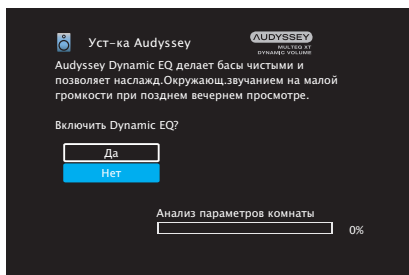 Уст-ка Audyssey
AUDYSSEY
MULTEQ XT
DYNAMIC VOLUME
Audyssey Dynamic EQ делает басы чистыми и
позволяет наслажд.Окружающ.звучанием на малой
громкости при позднем вечернем просмотре.
Включить Dynamic EQ?
Да
Нет
Анализ параметров комнаты
0%